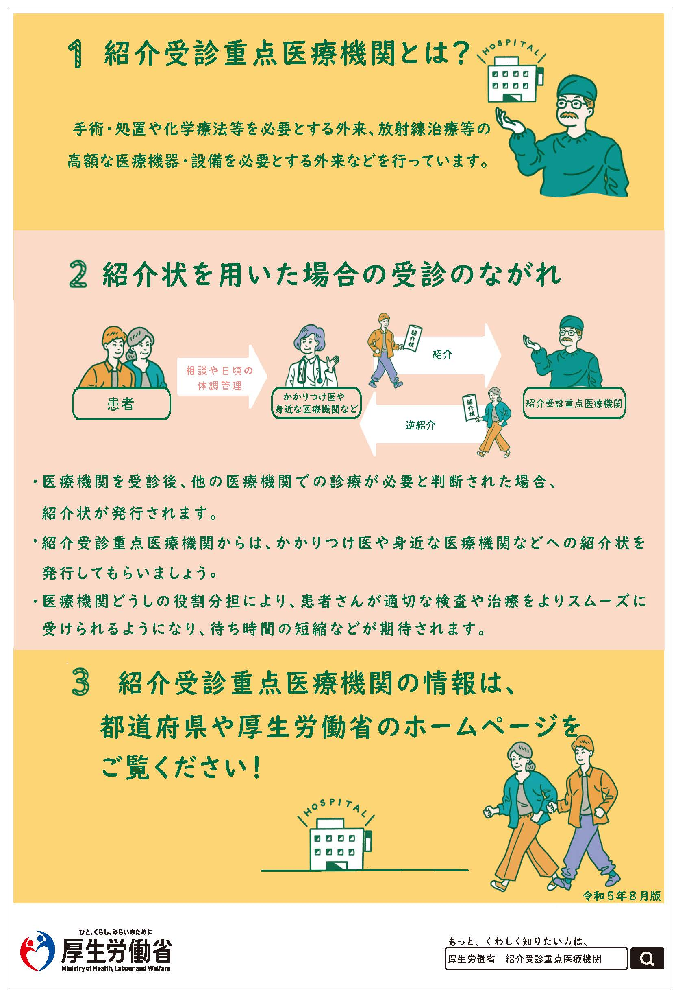 1 紹介受診重点医療機関とは?
HOSPITAL
手術・処置や化学療法等を必要とする外来、放射線治療等の
高額な医療機器・設備を必要とする外来などを行っています。
2 紹介状を用いた場合の受診のながれ
相談や日頃の
体調管理
紹介状
紹介
患者
かかりつけ医や
身近な医療機関など
紹介状
逆紹介
紹介受診重点医療機関
・医療機関を受診後、他の医療機関での診療が必要と判断された場合、
紹介状が発行されます。
・紹介受診重点医療機関からは、かかりつけ医や身近な医療機関などへの紹介状を
発行してもらいましょう。
・医療機関どうしの役割分担により、患者さんが適切な検査や治療をよりスムーズに
受けられるようになり、待ち時間の短縮などが期待されます。
3 紹介受診重点医療機関の情報は、
都道府県や厚生労働省のホームページを
ご覧ください!
HOSPITAL
令和5年8月版
ひと、くらし、みらいのために
厚生労働省
Ministry of Health, Labour and Welfare
もっと、くわしく知りたい方は、
厚生労働省 紹介受診重点医療機関